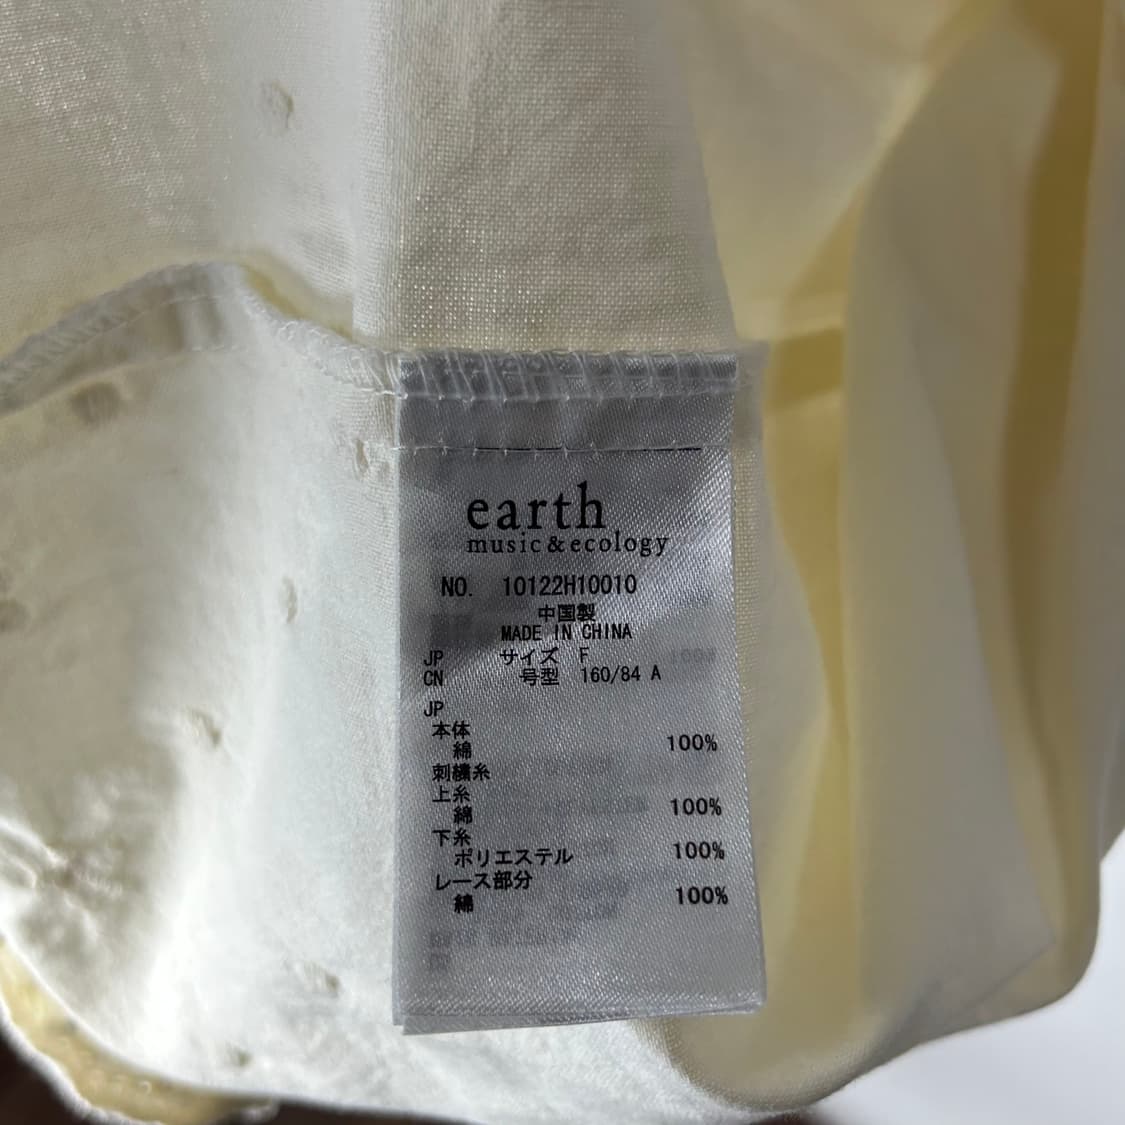 earth
music & ecology
NO. 10122H10010
中国製
MADE IN CHINA
JP サイズ F
CN 号型 160/84 A
JP
本体
綿 100%
刺繍糸
上糸
綿 100%
下糸
ポリエステル 100%
レース部分
綿 100%